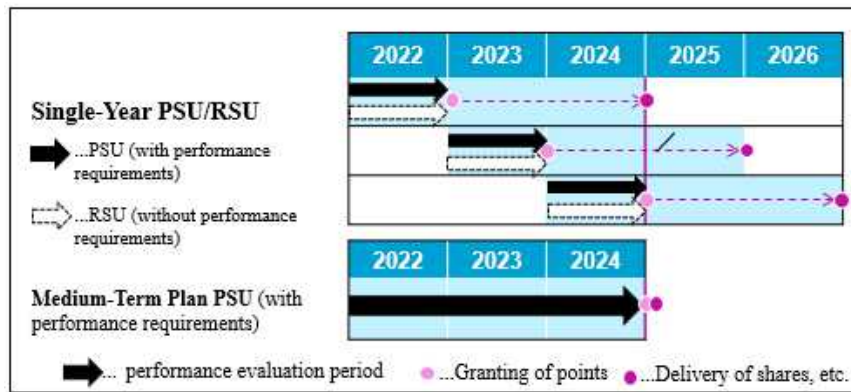 2022 2023 2024 2025 2026
Single-Year PSU/RSU
...PSU (with performance
requirements)
...RSU (without performance
requirements)
2022 2023 2024
Medium-Term Plan PSU (with
performance requirements)
... performance evaluation period ...Granting of points ...Delivery of shares, etc.